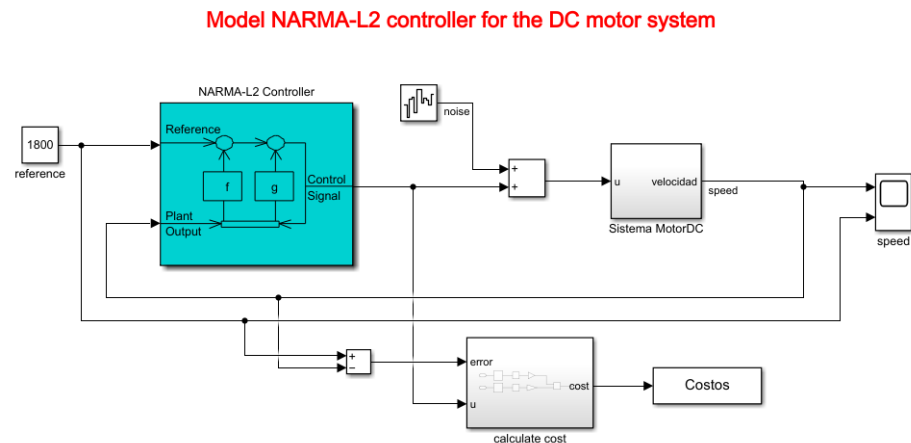 Model NARMA-L2 controller for the DC motor system
NARMA-L2 Controller
Reference
f
g
Control
Signal
Plant
Output
1800
reference
noise
+
+
u
velocidad
Sistema MotorDC
speed
speed
+
−
error
u
cost
calculate cost
Costos